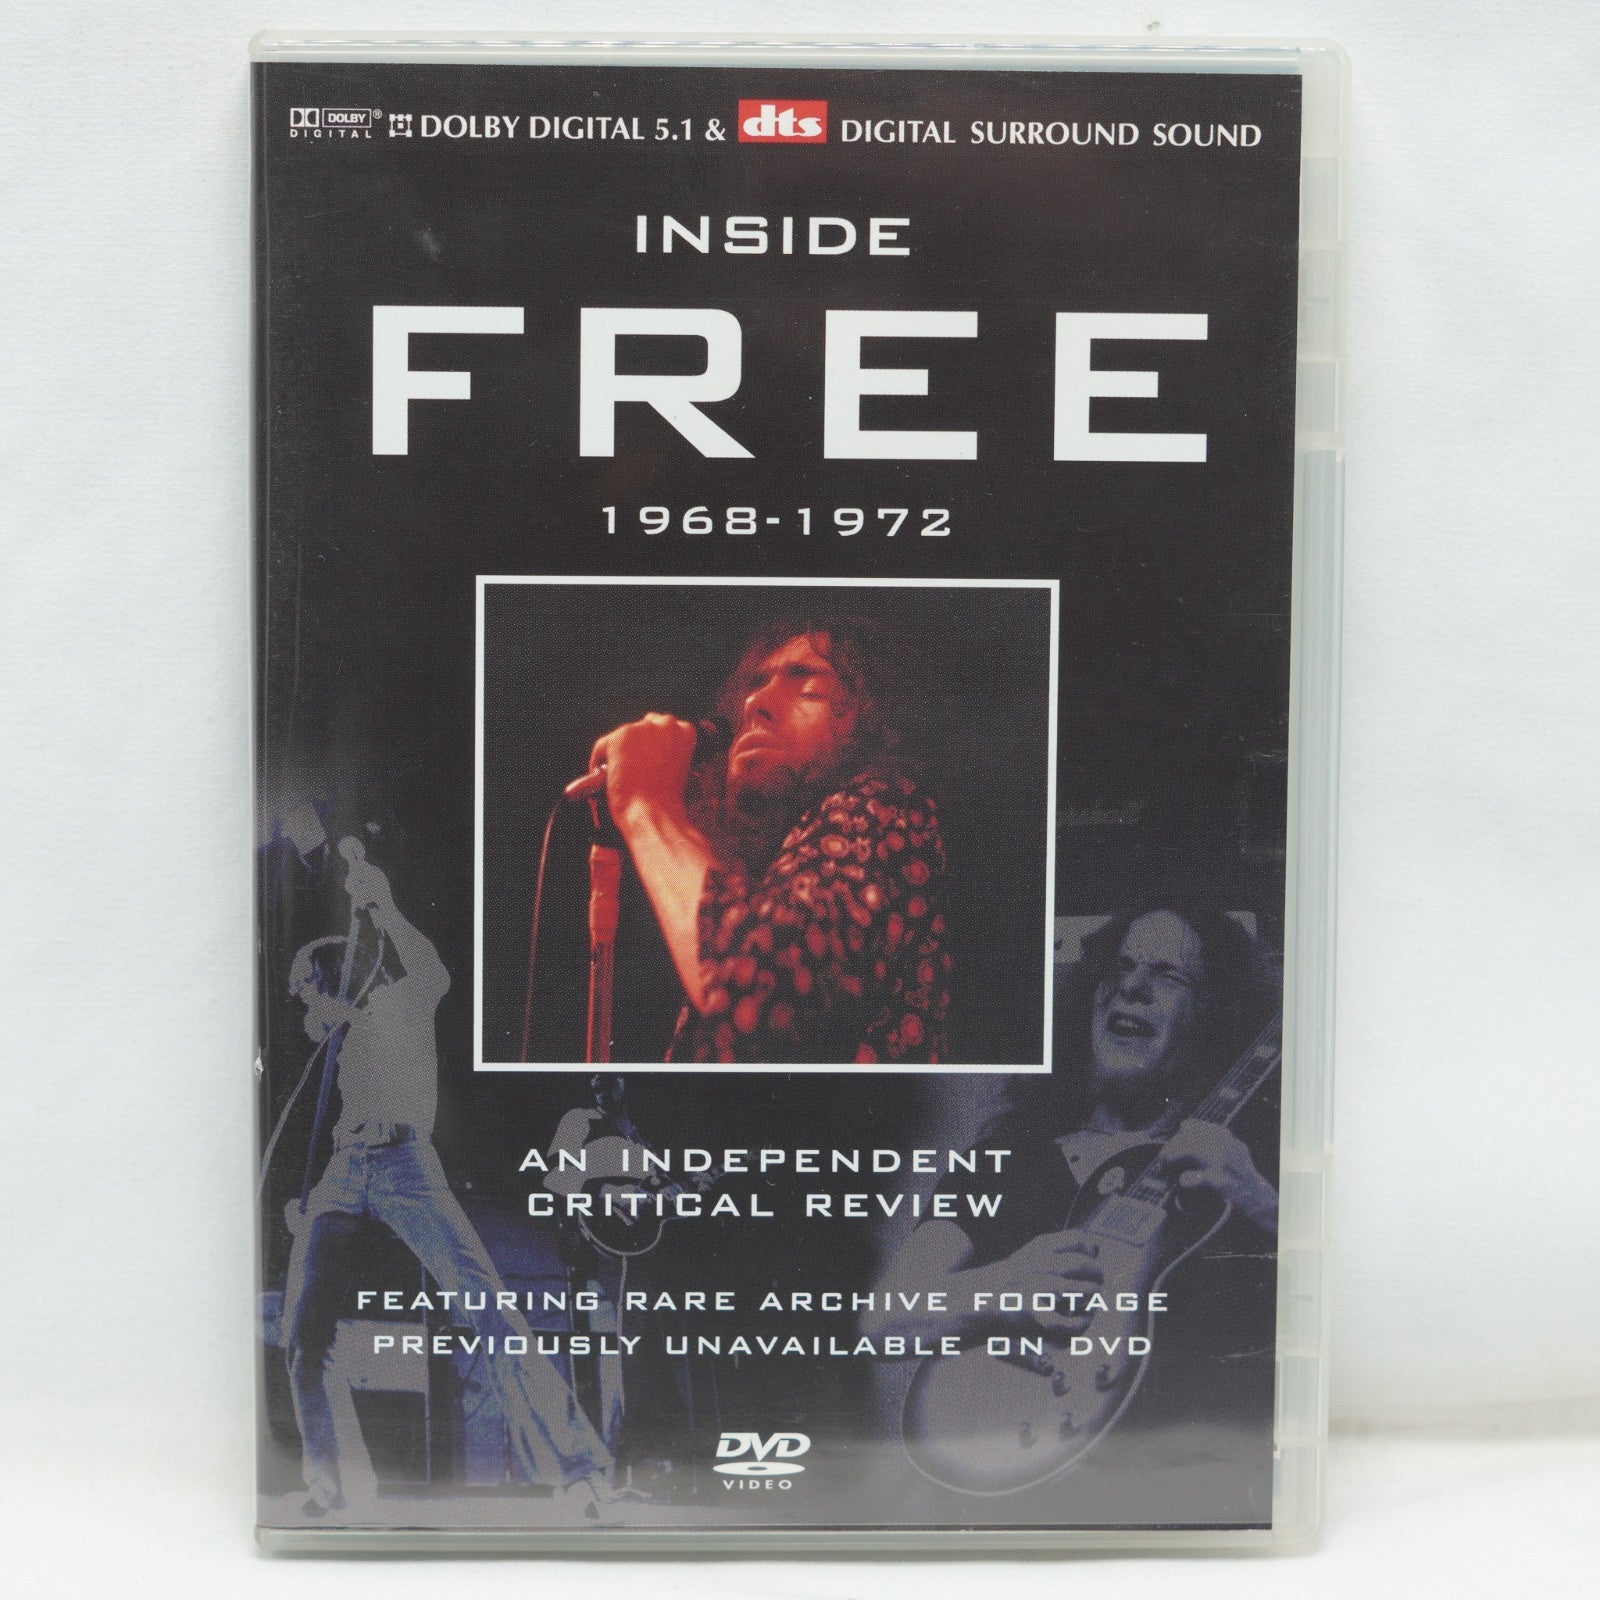 DOLBY DIGITAL DOLBY DIGITAL 5.1 & dts DIGITAL SURROUND SOUND
INSIDE
FREE
1968-1972
AN INDEPENDENT
CRITICAL REVIEW
FEATURING RARE ARCHIVE FOOTAGE
PREVIOUSLY UNAVAILABLE ON DVD
DVD
VIDEO